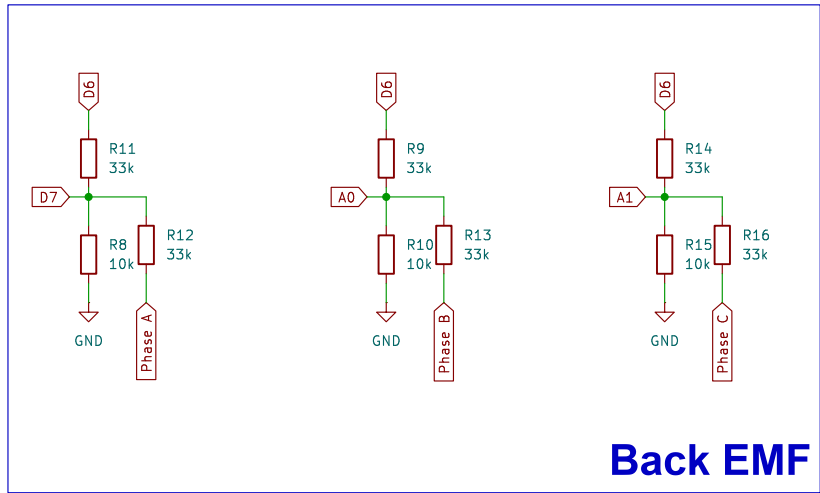 D6
R11
33k
D7
R8
10k
R12
33k
GND
Phase A
D6
R9
33k
A0
R10
10k
R13
33k
GND
Phase B
D6
R14
33k
A1
R15
10k
R16
33k
GND
Phase C
Back EMF